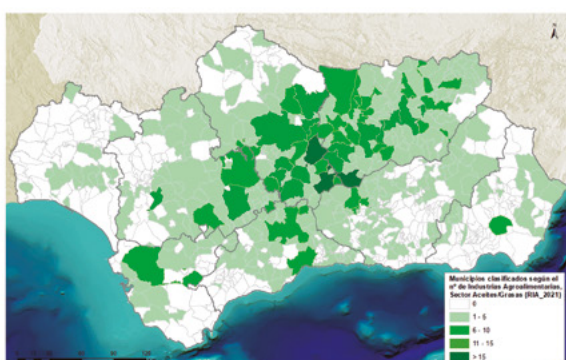 N
Municipios clasificados según el
nº de Industrias Agroalimentarias.
Sector Aceites/Grasas (RIA_2021)
0
1 - 5
6 - 10
11 - 15
> 15